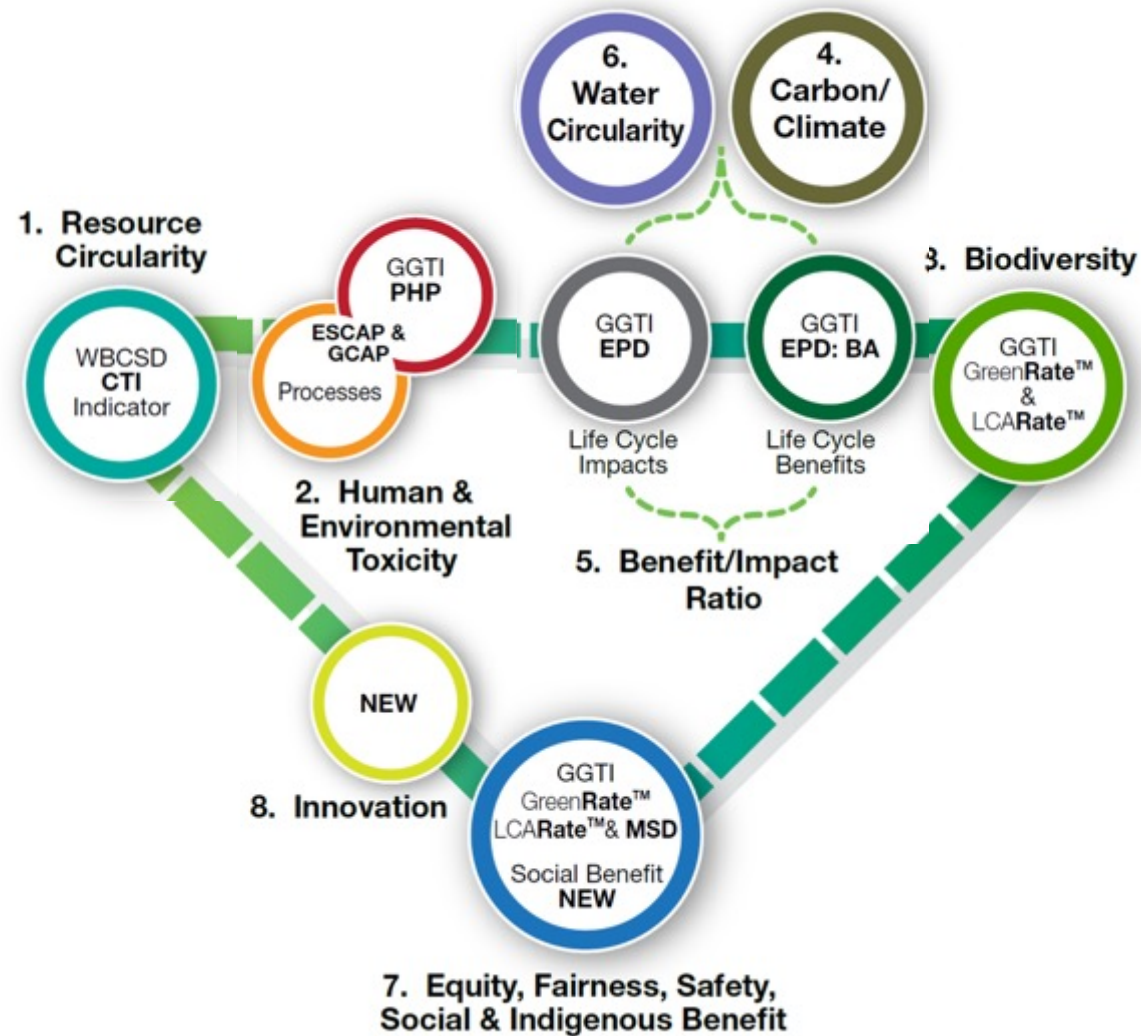 6.
Water
Circularity
4.
Carbon/
Climate
1. Resource
Circularity
WBCSD
CTI
Indicator
GGTI
PHP
ESCAP &
GCAP
Processes
2. Human &
Environmental
Toxicity
GGTI
EPD
Life Cycle
Impacts
GGTI
EPD: BA
Life Cycle
Benefits
5. Benefit/Impact
Ratio
3. Biodiversity
GGTI
GreenRate™
&
LCARate™
NEW
8. Innovation
GGTI
GreenRate™
LCARate™& MSD
Social Benefit
NEW
7. Equity, Fairness, Safety,
Social & Indigenous Benefit